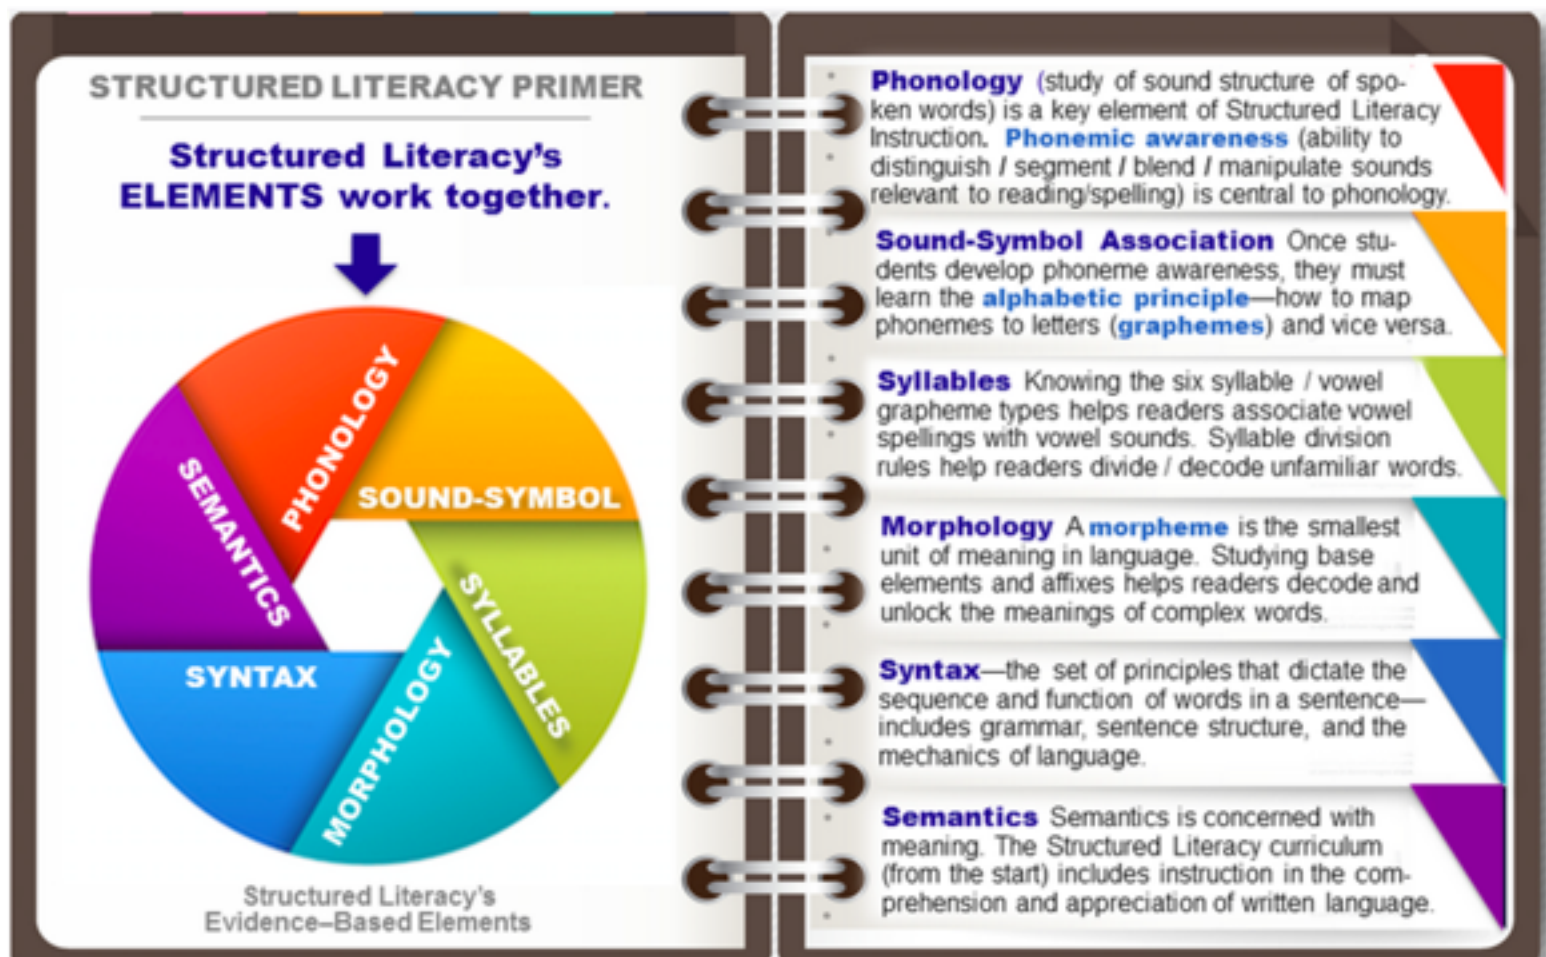 STRUCTURED LITERACY PRIMER
Structured Literacy’s
ELEMENTS work together.
PHONOLOGY
SOUND-SYMBOL
SYLLABLES
MORPHOLOGY
SYNTAX
SEMANTICS
Structured Literacy’s
Evidence–Based Elements
Phonology (study of sound structure of spo-
ken words) is a key element of Structured Literacy
Instruction. Phonemic awareness (ability to
distinguish / segment / blend / manipulate sounds
relevant to reading/spelling) is central to phonology.
Sound-Symbol Association Once stu-
dents develop phoneme awareness, they must
learn the alphabetic principle—how to map
phonemes to letters (graphemes) and vice versa.
Syllables Knowing the six syllable / vowel
grapheme types helps readers associate vowel
spellings with vowel sounds. Syllable division
rules help readers divide / decode unfamiliar words.
Morphology A morpheme is the smallest
unit of meaning in language. Studying base
elements and affixes helps readers decode and
unlock the meanings of complex words.
Syntax—the set of principles that dictate the
sequence and function of words in a sentence—
includes grammar, sentence structure, and the
mechanics of language.
Semantics Semantics is concerned with
meaning. The Structured Literacy curriculum
(from the start) includes instruction in the com-
prehension and appreciation of written language.